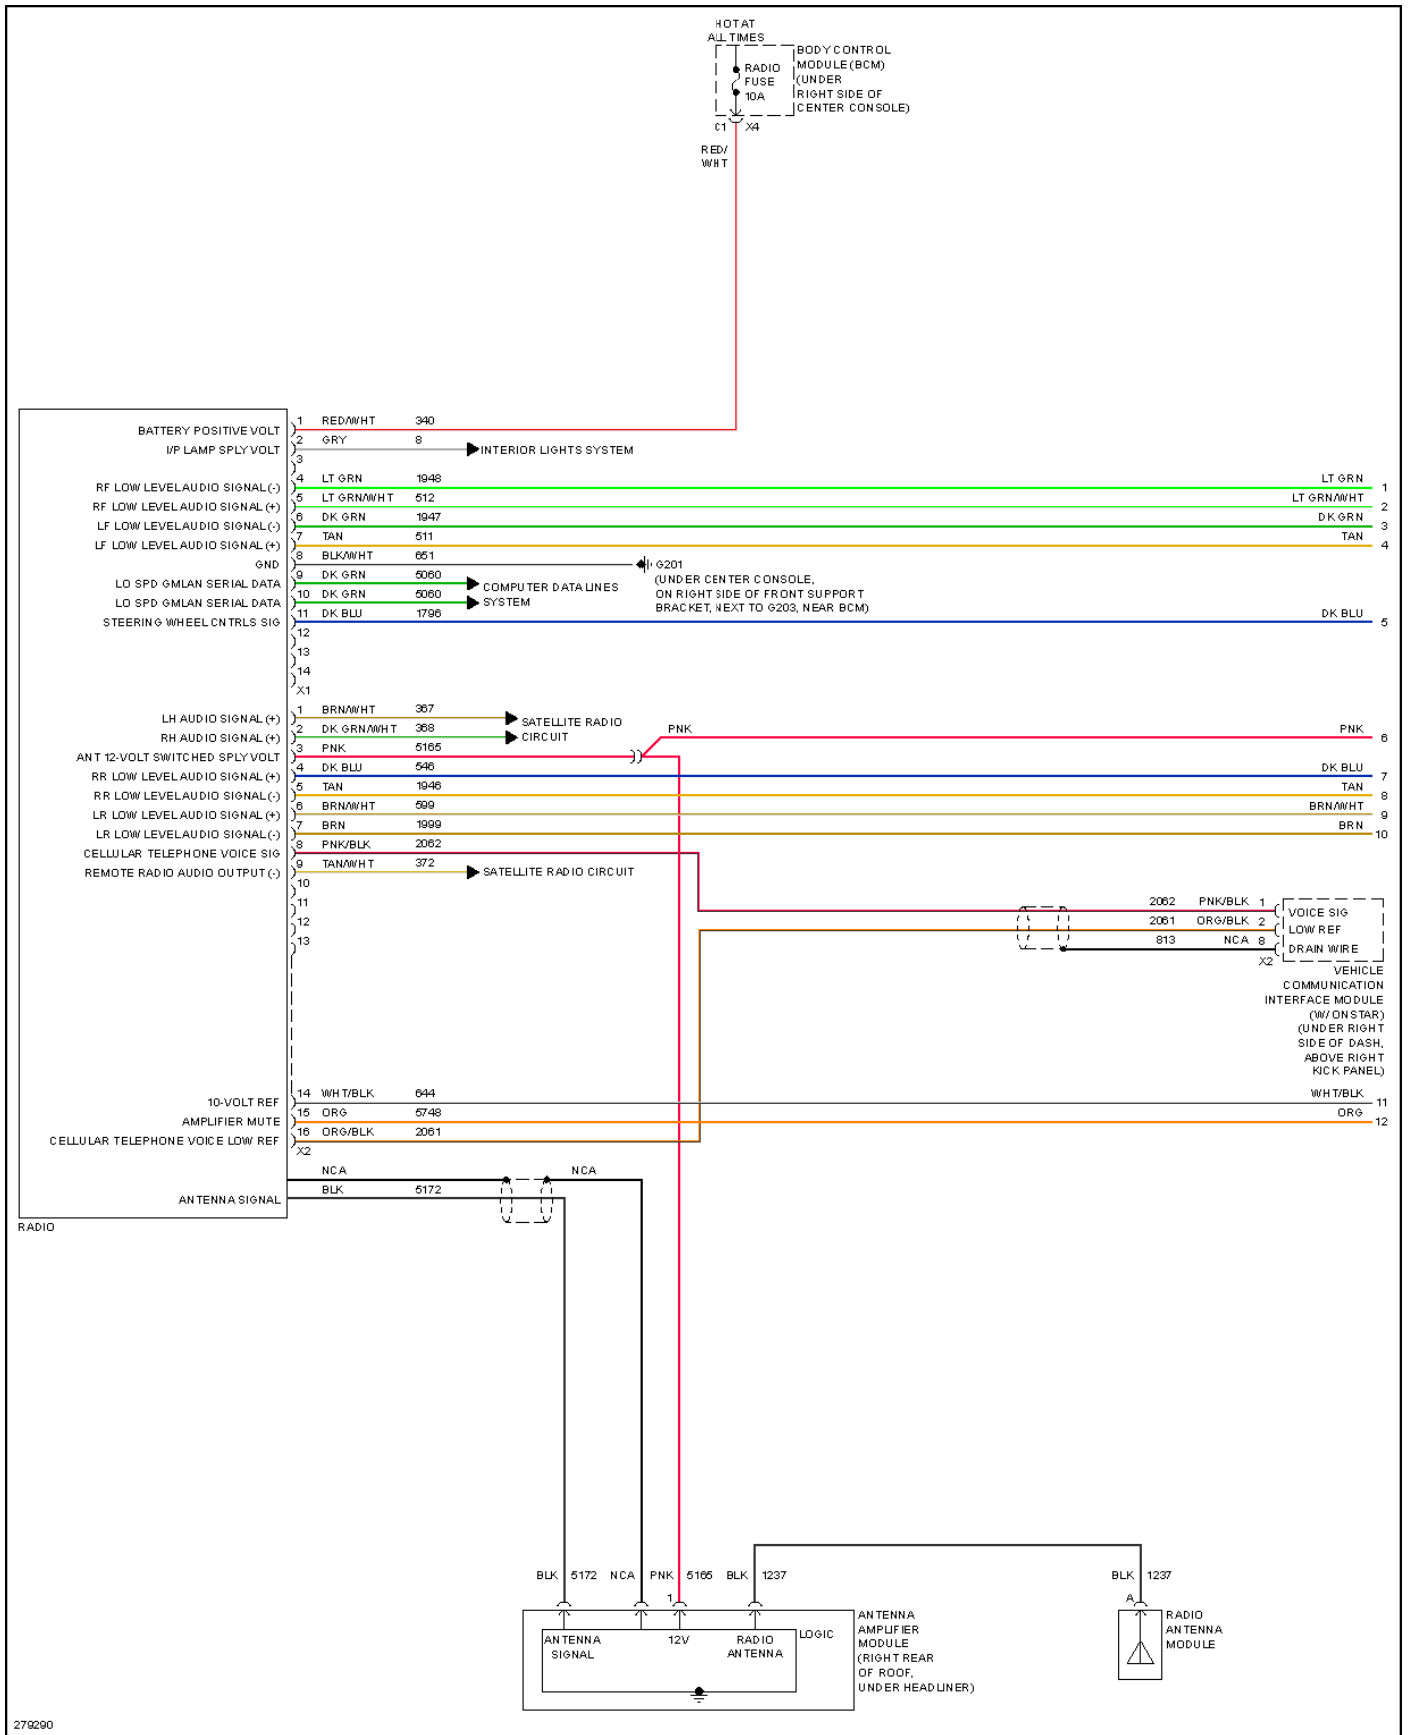 HOT AT
ALL TIMES
RADIO
FUSE
10A
BODY CONTROL
MODULE (BCM)
(UNDER
RIGHT SIDE OF
CENTER CONSOLE)
C1 X4
RED/
WHT
BATTERY POSITIVE VOLT 1 RED/WHT 340
I/P LAMP SPLY VOLT 2 GRY 8 INTERIOR LIGHTS SYSTEM
3
RF LOW LEVEL AUDIO SIGNAL (-) 4 LT GRN 1948 LT GRN 1
RF LOW LEVEL AUDIO SIGNAL (+) 5 LT GRN/WHT 512 LT GRN/WHT 2
LF LOW LEVEL AUDIO SIGNAL (-) 6 DK GRN 1947 DK GRN 3
LF LOW LEVEL AUDIO SIGNAL (+) 7 TAN 511 TAN 4
GND 8 BLK/WHT 651 G201
(UNDER CENTER CONSOLE,
ON RIGHT SIDE OF FRONT SUPPORT
BRACKET, NEXT TO G203, NEAR BCM)
LO SPD GMLAN SERIAL DATA 9 DK GRN 5060 COMPUTER DATA LINES
LO SPD GMLAN SERIAL DATA 10 DK GRN 5060 SYSTEM
STEERING WHEEL CNTRLS SIG 11 DK BLU 1796 DK BLU 5
12
13
14
X1
LH AUDIO SIGNAL (+) 1 BRN/WHT 367 SATELLITE RADIO
RH AUDIO SIGNAL (+) 2 DK GRN/WHT 368 CIRCUIT PNK PNK 6
ANT 12-VOLT SWITCHED SPLY VOLT 3 PNK 5165
RR LOW LEVEL AUDIO SIGNAL (+) 4 DK BLU 546 DK BLU 7
RR LOW LEVEL AUDIO SIGNAL (-) 5 TAN 1946 TAN 8
LR LOW LEVEL AUDIO SIGNAL (+) 6 BRN/WHT 599 BRN/WHT 9
LR LOW LEVEL AUDIO SIGNAL (-) 7 BRN 1999 BRN 10
CELLULAR TELEPHONE VOICE SIG 8 PNK/BLK 2062
REMOTE RADIO AUDIO OUTPUT (-) 9 TAN/WHT 372 SATELLITE RADIO CIRCUIT
10
11
12
13
2062 PNK/BLK 1 VOICE SIG
2061 ORG/BLK 2 LOW REF
813 NCA 8 DRAIN WIRE
X2
VEHICLE
COMMUNICATION
INTERFACE MODULE
(W/ ONSTAR)
(UNDER RIGHT
SIDE OF DASH,
ABOVE RIGHT
KICK PANEL)
10-VOLT REF 14 WHT/BLK 644 WHT/BLK 11
AMPLIFIER MUTE 15 ORG 5748 ORG 12
CELLULAR TELEPHONE VOICE LOW REF 16 ORG/BLK 2061
X2
NCA NCA
ANTENNA SIGNAL BLK 5172
RADIO
BLK 5172 NCA PNK 5165 BLK 1237 BLK 1237
1 A
ANTENNA
SIGNAL
12V
RADIO
ANTENNA
LOGIC
ANTENNA
AMPLIFIER
MODULE
(RIGHT REAR
OF ROOF,
UNDER HEADLINER)
RADIO
ANTENNA
MODULE
279290